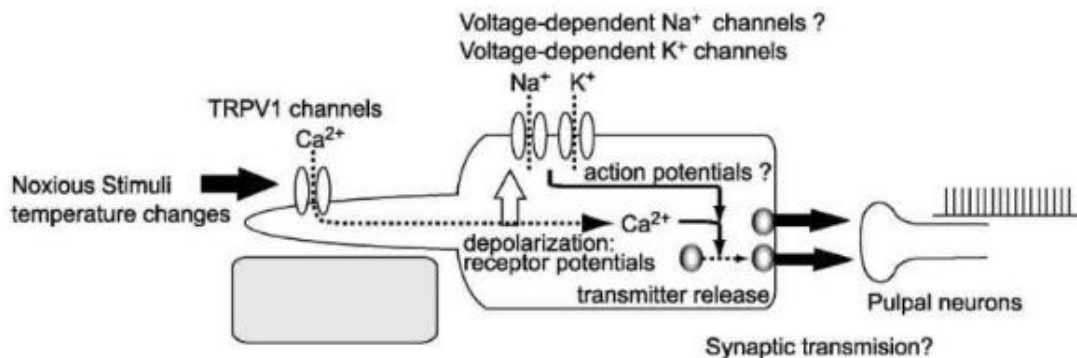 Voltage-dependent Na⁺ channels ?
Voltage-dependent K⁺ channels
Na⁺ K⁺
TRPV1 channels
Ca²⁺
Noxious Stimuli
temperature changes
action potentials ?
Ca²⁺
depolarization:
receptor potentials
transmitter release
Pulpal neurons
Synaptic transmision?